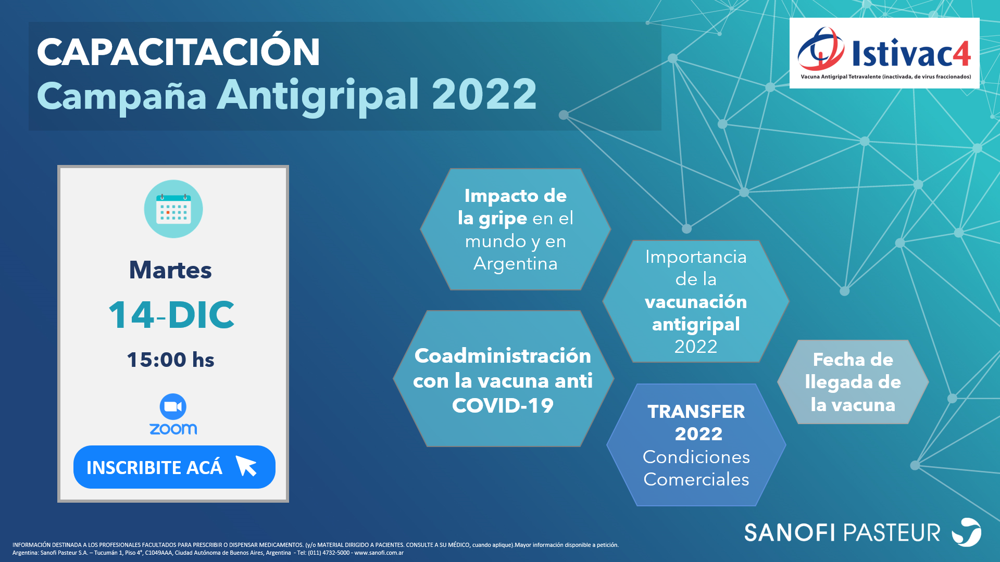 CAPACITACIÓN
Campaña Antigripal 2022
Istivac4
Vacuna Antigripal Tetravalente (inactivada, de virus fraccionados)
Martes
14-DIC
15:00 hs
zoom
INSCRIBITE ACÁ
Impacto de
la gripe en el
mundo y en
Argentina
Importancia
de la
vacunación
antigripal
2022
Coadministración
con la vacuna anti
COVID-19
Fecha de
llegada de
la vacuna
TRANSFER
2022
Condiciones
Comerciales
SANOFI PASTEUR
INFORMACIÓN DESTINADA A LOS PROFESIONALES FACULTADOS PARA PRESCRIBIR O DISPENSAR MEDICAMENTOS. (y/o MATERIAL DIRIGIDO A PACIENTES. CONSULTE A SU MÉDICO, cuando aplique).Mayor información disponible a petición.
Argentina: Sanofi Pasteur S.A. – Tucumán 1, Piso 4°, C1049AAA, Ciudad Autónoma de Buenos Aires, Argentina - Tel: (011) 4732-5000 - www.sanofi.com.ar